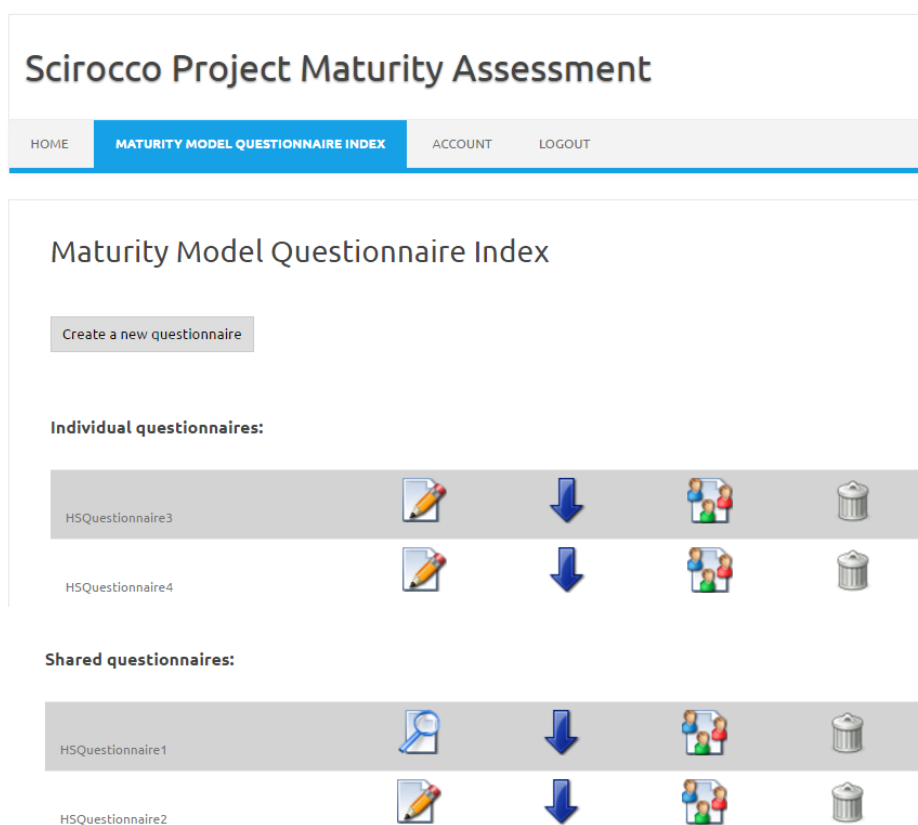 Scirocco Project Maturity Assessment
HOME MATURITY MODEL QUESTIONNAIRE INDEX ACCOUNT LOGOUT
Maturity Model Questionnaire Index
Create a new questionnaire
Individual questionnaires:
HSQuestionnaire3
HSQuestionnaire4
Shared questionnaires:
HSQuestionnaire1
HSQuestionnaire2